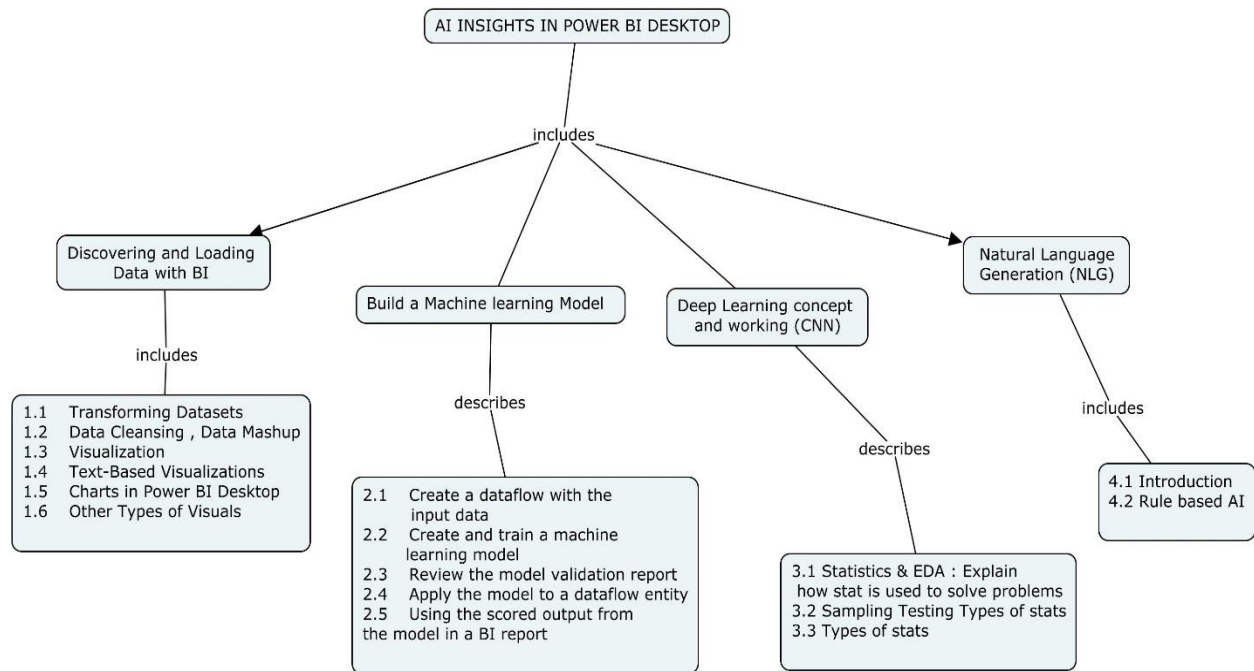 AI INSIGHTS IN POWER BI DESKTOP
includes
Discovering and Loading
Data with BI
includes
1.1 Transforming Datasets
1.2 Data Cleansing , Data Mashup
1.3 Visualization
1.4 Text-Based Visualizations
1.5 Charts in Power BI Desktop
1.6 Other Types of Visuals
Build a Machine learning Model
describes
2.1 Create a dataflow with the
input data
2.2 Create and train a machine
learning model
2.3 Review the model validation report
2.4 Apply the model to a dataflow entity
2.5 Using the scored output from
the model in a BI report
Deep Learning concept
and working (CNN)
describes
3.1 Statistics & EDA : Explain
how stat is used to solve problems
3.2 Sampling Testing Types of stats
3.3 Types of stats
Natural Language
Generation (NLG)
includes
4.1 Introduction
4.2 Rule based AI